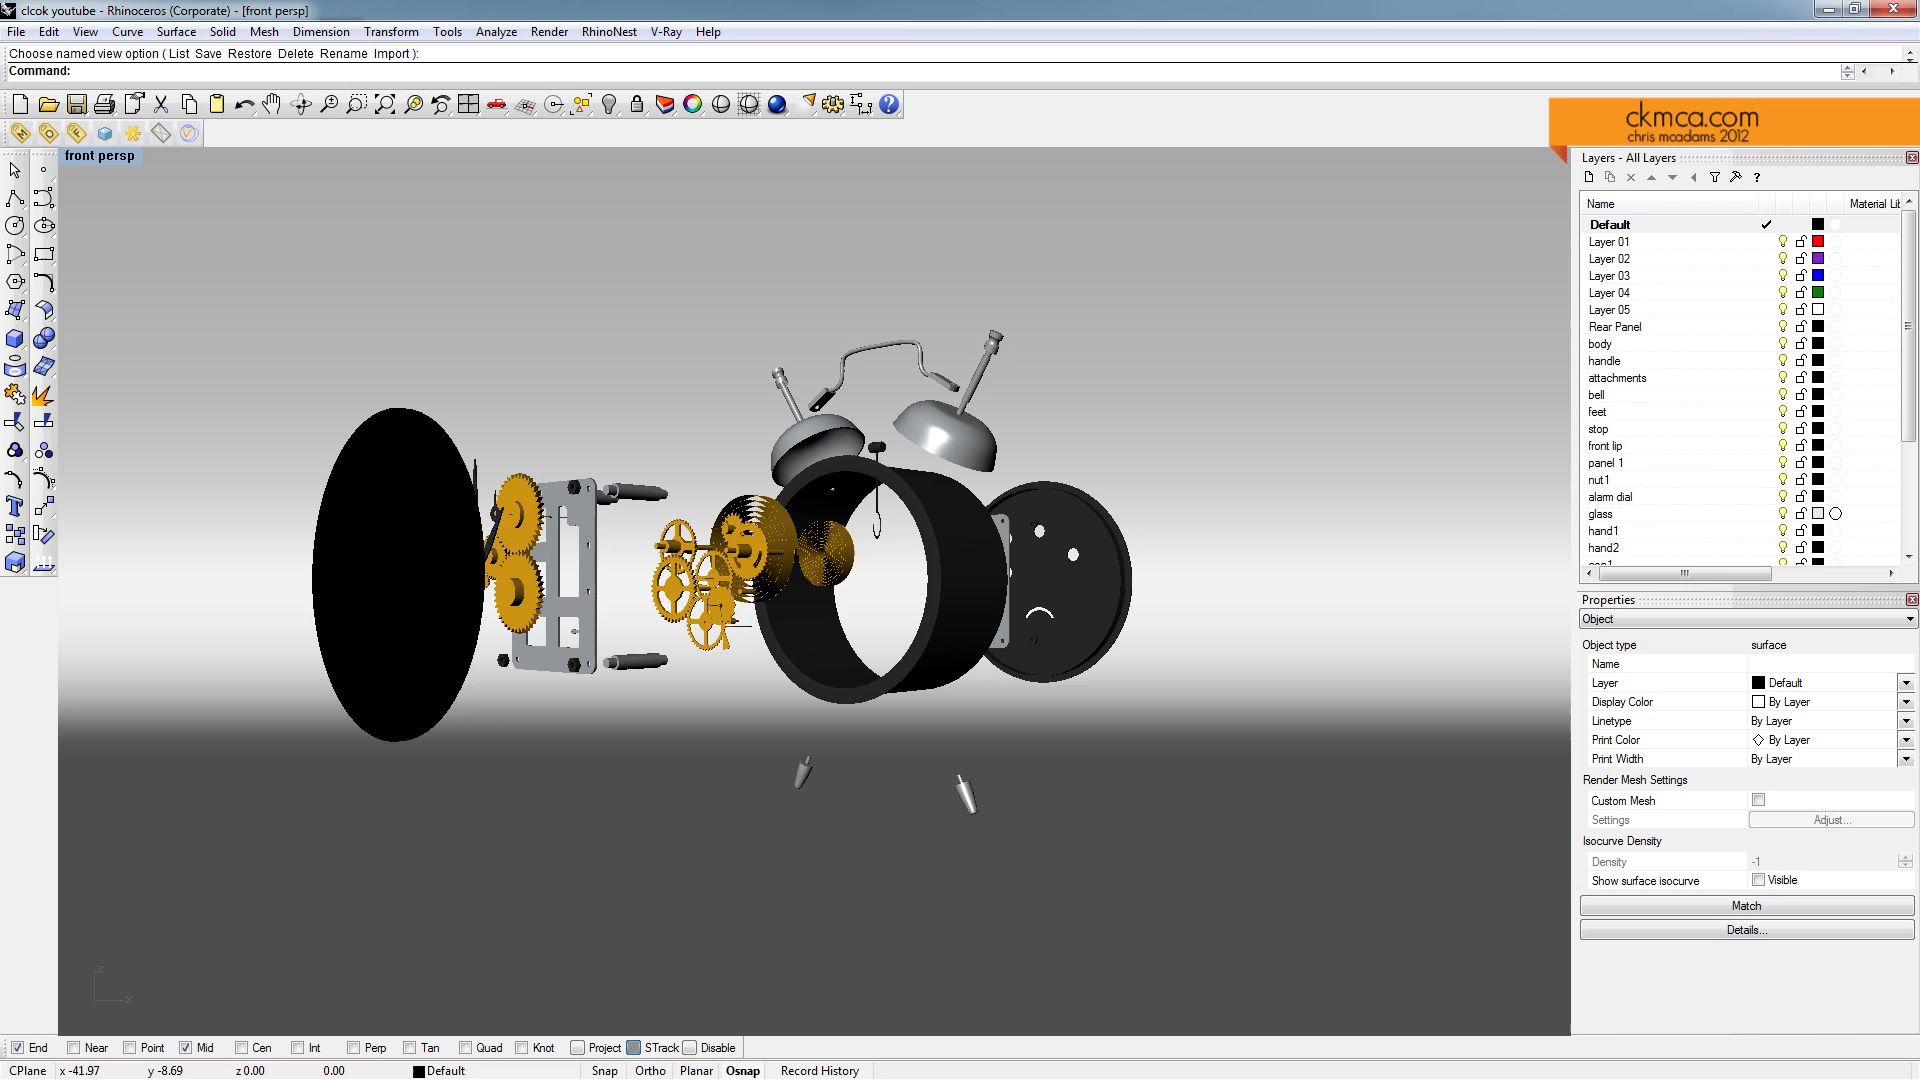 clcok youtube - Rhinoceros (Corporate) - [front persp]
File Edit View Curve Surface Solid Mesh Dimension Transform Tools Analyze Render RhinoNest V-Ray Help
Choose named view option ( List Save Restore Delete Rename Import ):
Command:
ckmca.com
chris mcadams 2012
front persp
Layers - All Layers
Name Material Lib
Default
Layer 01
Layer 02
Layer 03
Layer 04
Layer 05
Rear Panel
body
handle
attachments
bell
feet
stop
front lip
panel 1
nut1
alarm dial
glass
hand1
hand2
Properties
Object
Object type surface
Name
Layer Default
Display Color By Layer
Linetype By Layer
Print Color By Layer
Print Width By Layer
Render Mesh Settings
Custom Mesh
Settings Adjust...
Isocurve Density
Density -1
Show surface isocurve Visible
Match
Details...
z
x
End Near Point Mid Cen Int Perp Tan Quad Knot Project STrack Disable
CPlane x -41.97 y -8.69 z 0.00 0.00 Default Snap Ortho Planar Osnap Record History